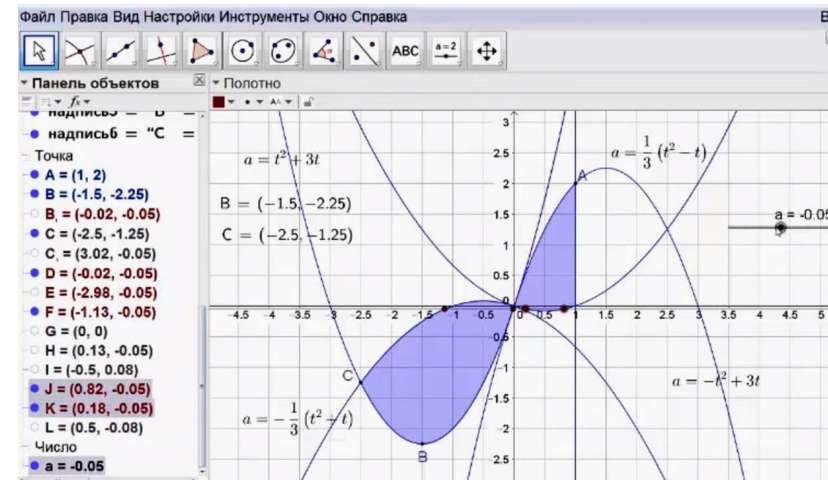 Файл Правка Вид Настройки Инструменты Окно Справка
ABC
a=2
Панель объектов
Полотно
надпись6 = "C =
Точка
A = (1, 2)
B = (-1.5, -2.25)
B₁ = (-0.02, -0.05)
C = (-2.5, -1.25)
C₁ = (3.02, -0.05)
D = (-0.02, -0.05)
E = (-2.98, -0.05)
F = (-1.13, -0.05)
G = (0, 0)
H = (0.13, -0.05)
I = (-0.5, 0.08)
J = (0.82, -0.05)
K = (0.18, -0.05)
L = (0.5, -0.08)
Число
a = -0.05
a = t² + 3t
B = (-1.5, -2.25)
C = (-2.5, -1.25)
a = 1/3 (t² - t)
a = -0.05
A
C
B
a = -t² + 3t
a = - 1/3 (t² + t)
3
2.5
2
1.5
1
0.5
0
-4.5 -4 -3.5 -3 -2.5 -2 -1.5 -1 -0.5 0 0.5 1 1.5 2 2.5 3 3.5 4 4.5 5
-0.5
-1
-1.5
-2
2.5